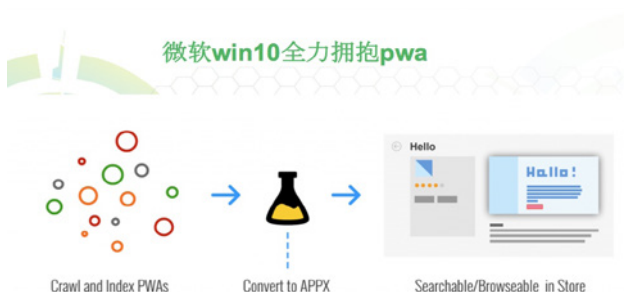 微软win10全力拥抱pwa
Hello
Hallo!
Crawl and Index PWAs
Convert to APPX
Searchable/Browseable in Store